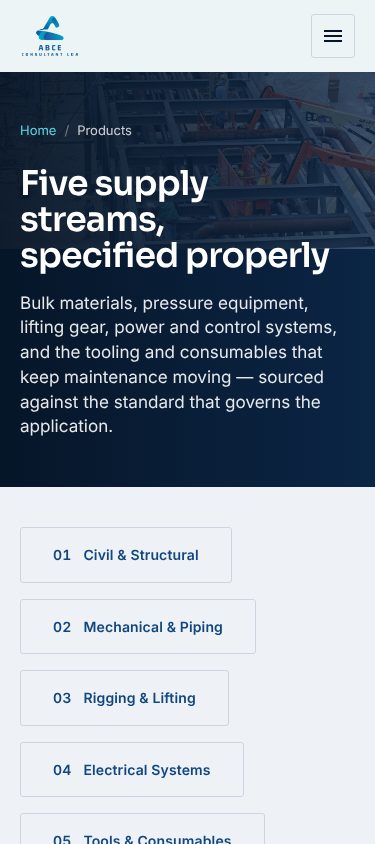 ABCE
CONSULTANT LDA
Home / Products
Five supply
streams,
specified properly
Bulk materials, pressure equipment,
lifting gear, power and control systems,
and the tooling and consumables that
keep maintenance moving — sourced
against the standard that governs the
application.
01 Civil & Structural
02 Mechanical & Piping
03 Rigging & Lifting
04 Electrical Systems
05 Tools & Consumables